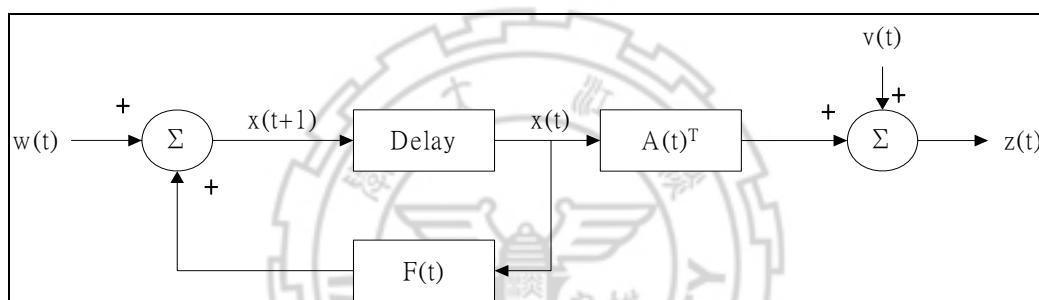 v(t)
+
+
w(t)
Σ
x(t+1)
Delay
x(t)
A(t)ᵀ
+
Σ
z(t)
+
F(t)